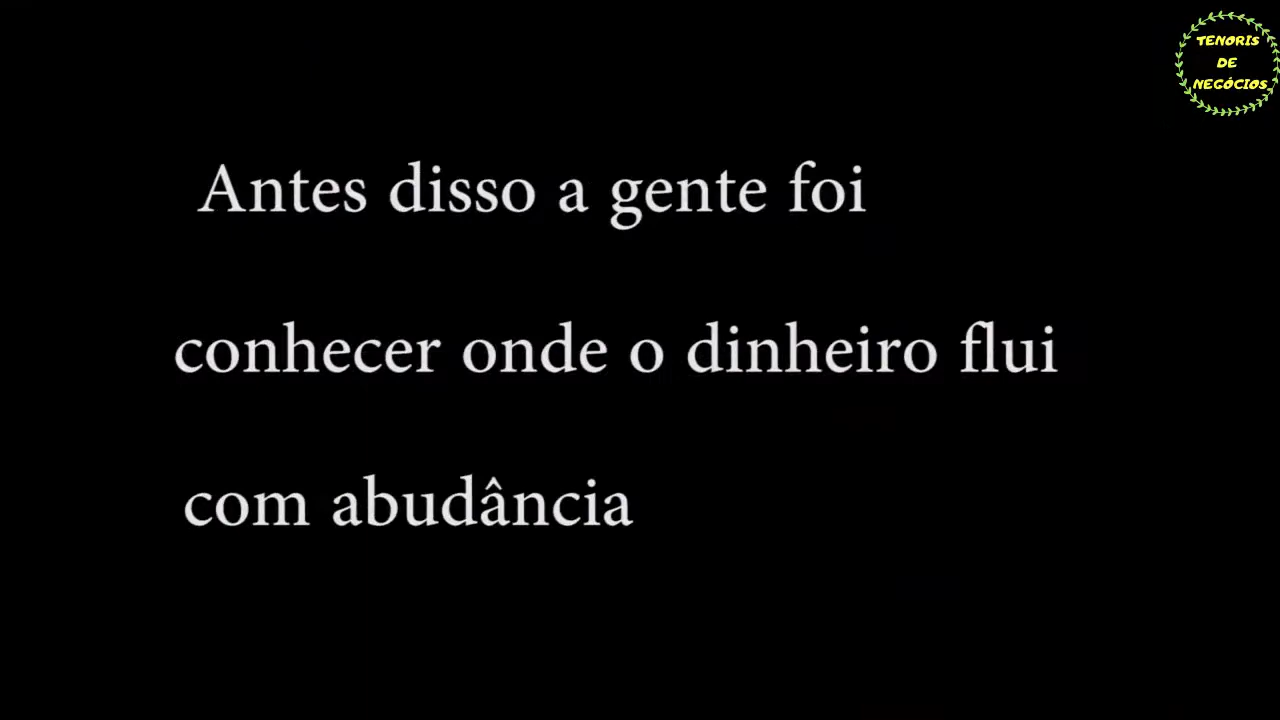 TENORIS
DE
NEGÓCIOS
Antes disso a gente foi
conhecer onde o dinheiro flui
com abudância